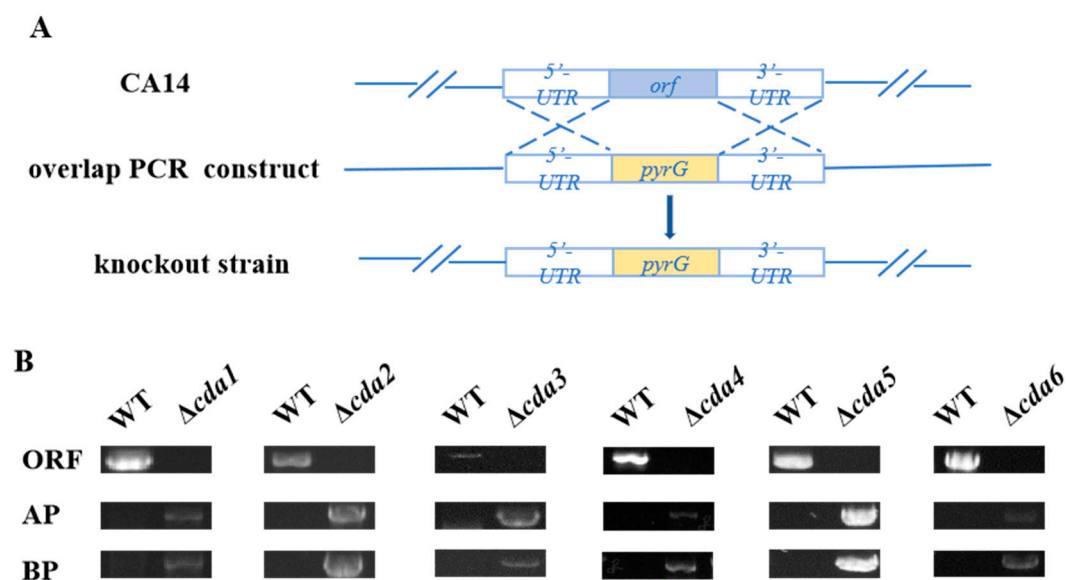 A
CA14
5’-
UTR
orf
3’-
UTR
overlap PCR construct
5’-
UTR
pyrG
3’-
UTR
knockout strain
5’-
UTR
pyrG
3’-
UTR
B
WT Δcda1 WT Δcda2 WT Δcda3 WT Δcda4 WT Δcda5 WT Δcda6
ORF
AP
BP